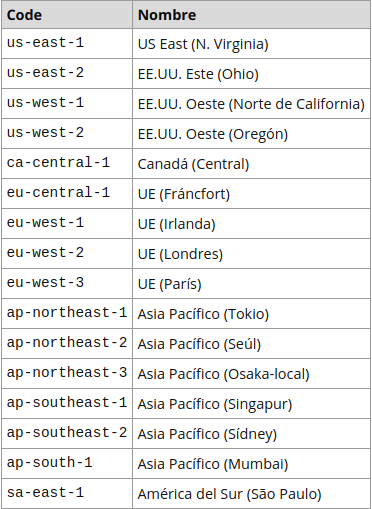 Code Nombre
us-east-1 US East (N. Virginia)
us-east-2 EE.UU. Este (Ohio)
us-west-1 EE.UU. Oeste (Norte de California)
us-west-2 EE.UU. Oeste (Oregón)
ca-central-1 Canadá (Central)
eu-central-1 UE (Fráncfort)
eu-west-1 UE (Irlanda)
eu-west-2 UE (Londres)
eu-west-3 UE (París)
ap-northeast-1 Asia Pacífico (Tokio)
ap-northeast-2 Asia Pacífico (Seúl)
ap-northeast-3 Asia Pacífico (Osaka-local)
ap-southeast-1 Asia Pacífico (Singapur)
ap-southeast-2 Asia Pacífico (Sídney)
ap-south-1 Asia Pacífico (Mumbai)
sa-east-1 América del Sur (São Paulo)